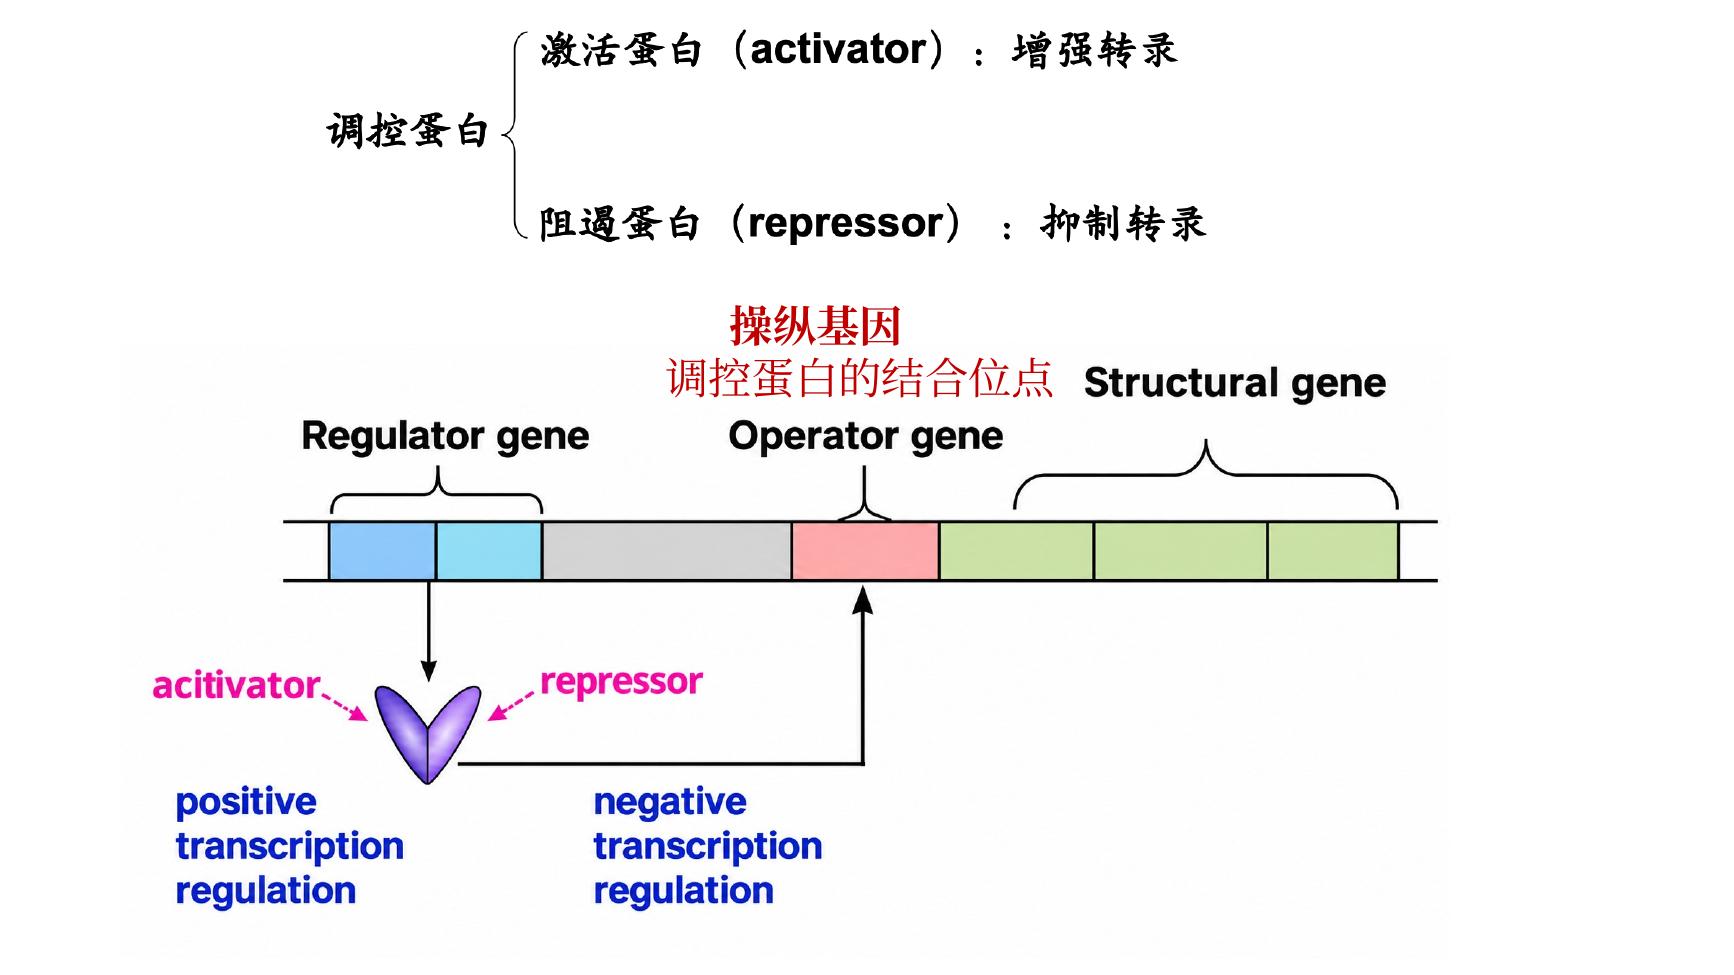 激活蛋白（activator）：增强转录
调控蛋白
阻遏蛋白（repressor）：抑制转录
操纵基因
调控蛋白的结合位点
Structural gene
Regulator gene
Operator gene
acitivator
repressor
positive
transcription
regulation
negative
transcription
regulation